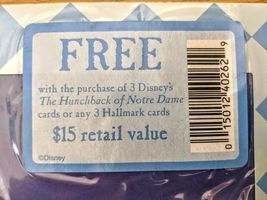 FREE
with the purchase of 3 Disney's
The Hunchback of Notre Dame
cards or any 3 Hallmark cards
$15 retail value
©Disney
0 15012 40262 9